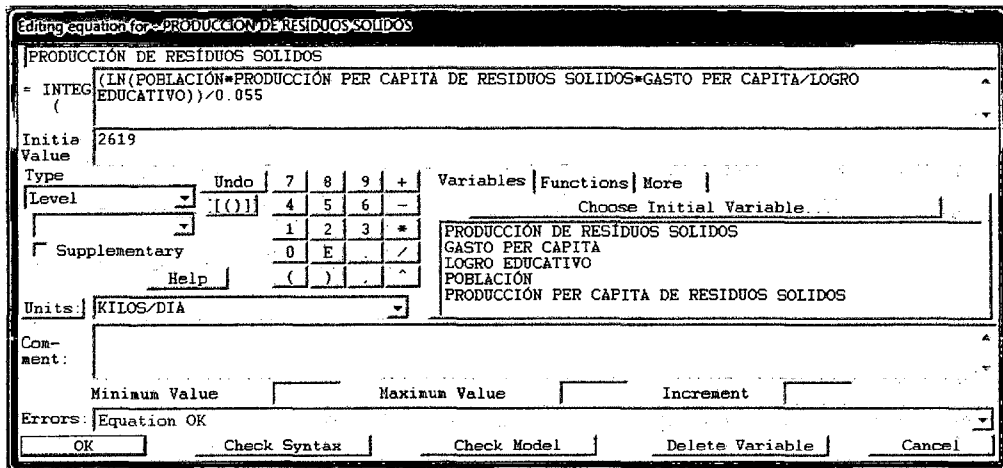 Editing equation for - PRODUCCIÓN DE RESÍDUOS SOLIDOS
PRODUCCIÓN DE RESÍDUOS SOLIDOS
= INTEG (
(LN(POBLACIÓN*PRODUCCIÓN PER CAPITA DE RESIDUOS SOLIDOS*GASTO PER CAPITA/LOGRO
EDUCATIVO))/0.055
Initia
Value
2619
Type
Level
Supplementary
Help
Undo
[()]
7 8 9 +
4 5 6 -
1 2 3 *
0 E . /
( ) , ^
Variables Functions More
Choose Initial Variable...
PRODUCCIÓN DE RESÍDUOS SOLIDOS
GASTO PER CAPITA
LOGRO EDUCATIVO
POBLACIÓN
PRODUCCIÓN PER CAPITA DE RESIDUOS SOLIDOS
Units: KILOS/DIA
Com-
ment:
Minimum Value Maximum Value Increment
Errors: Equation OK
OK Check Syntax Check Model Delete Variable Cancel